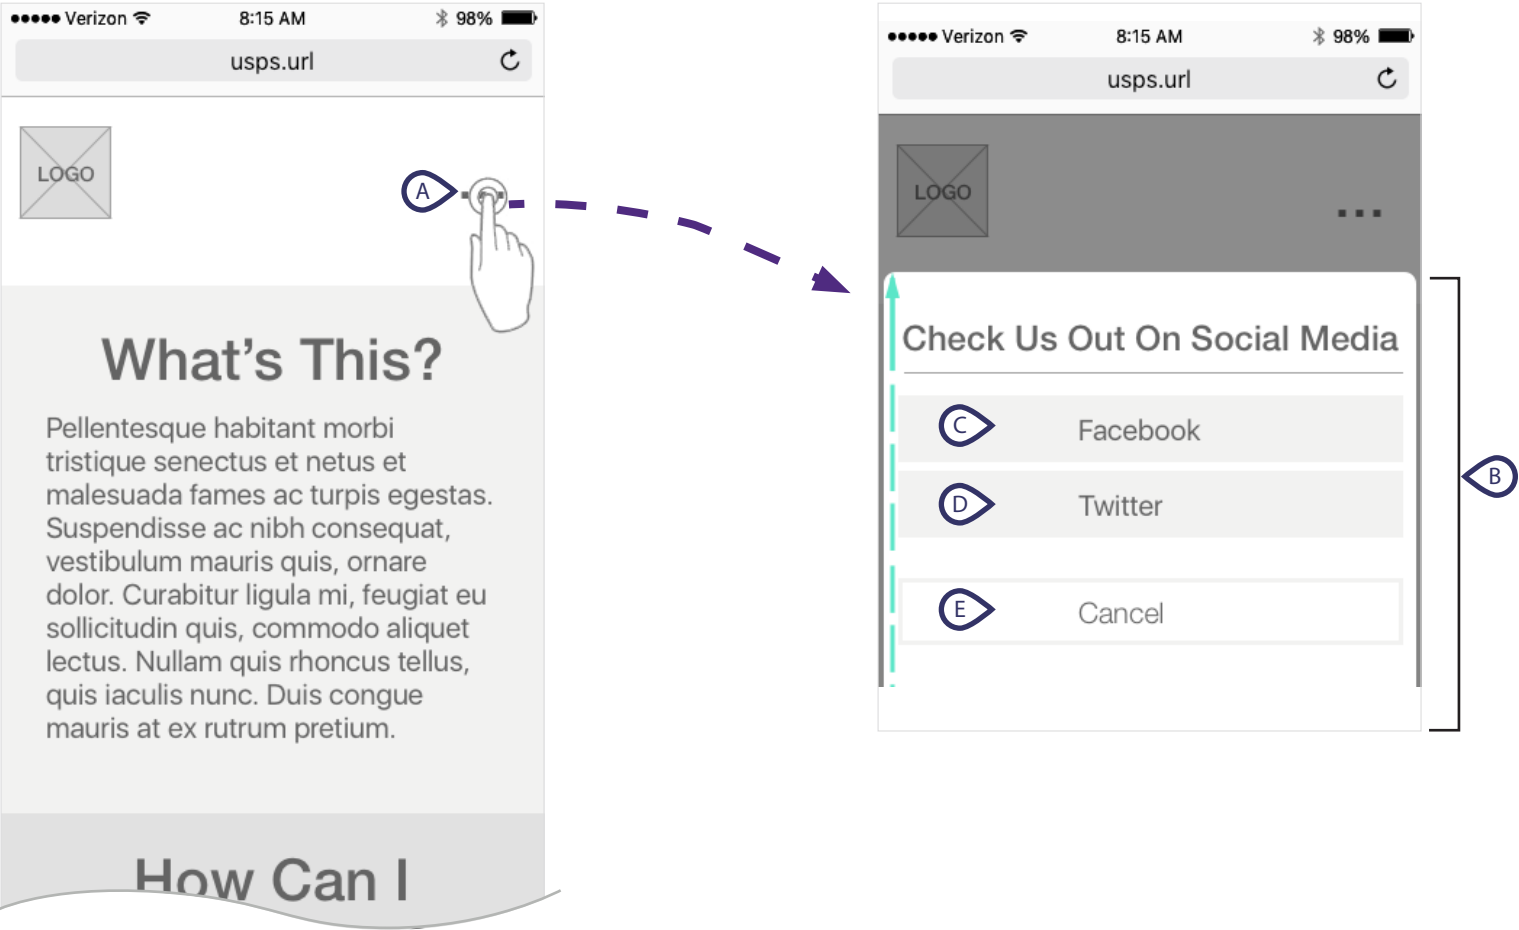 Verizon 8:15 AM 98%
usps.url
LOGO
A
What's This?
Pellentesque habitant morbi
tristique senectus et netus et
malesuada fames ac turpis egestas.
Suspendisse ac nibh consequat,
vestibulum mauris quis, ornare
dolor. Curabitur ligula mi, feugiat eu
sollicitudin quis, commodo aliquet
lectus. Nullam quis rhoncus tellus,
quis iaculis nunc. Duis congue
mauris at ex rutrum pretium.
How Can I
Verizon 8:15 AM 98%
usps.url
LOGO
...
Check Us Out On Social Media
C Facebook
D Twitter
E Cancel
B